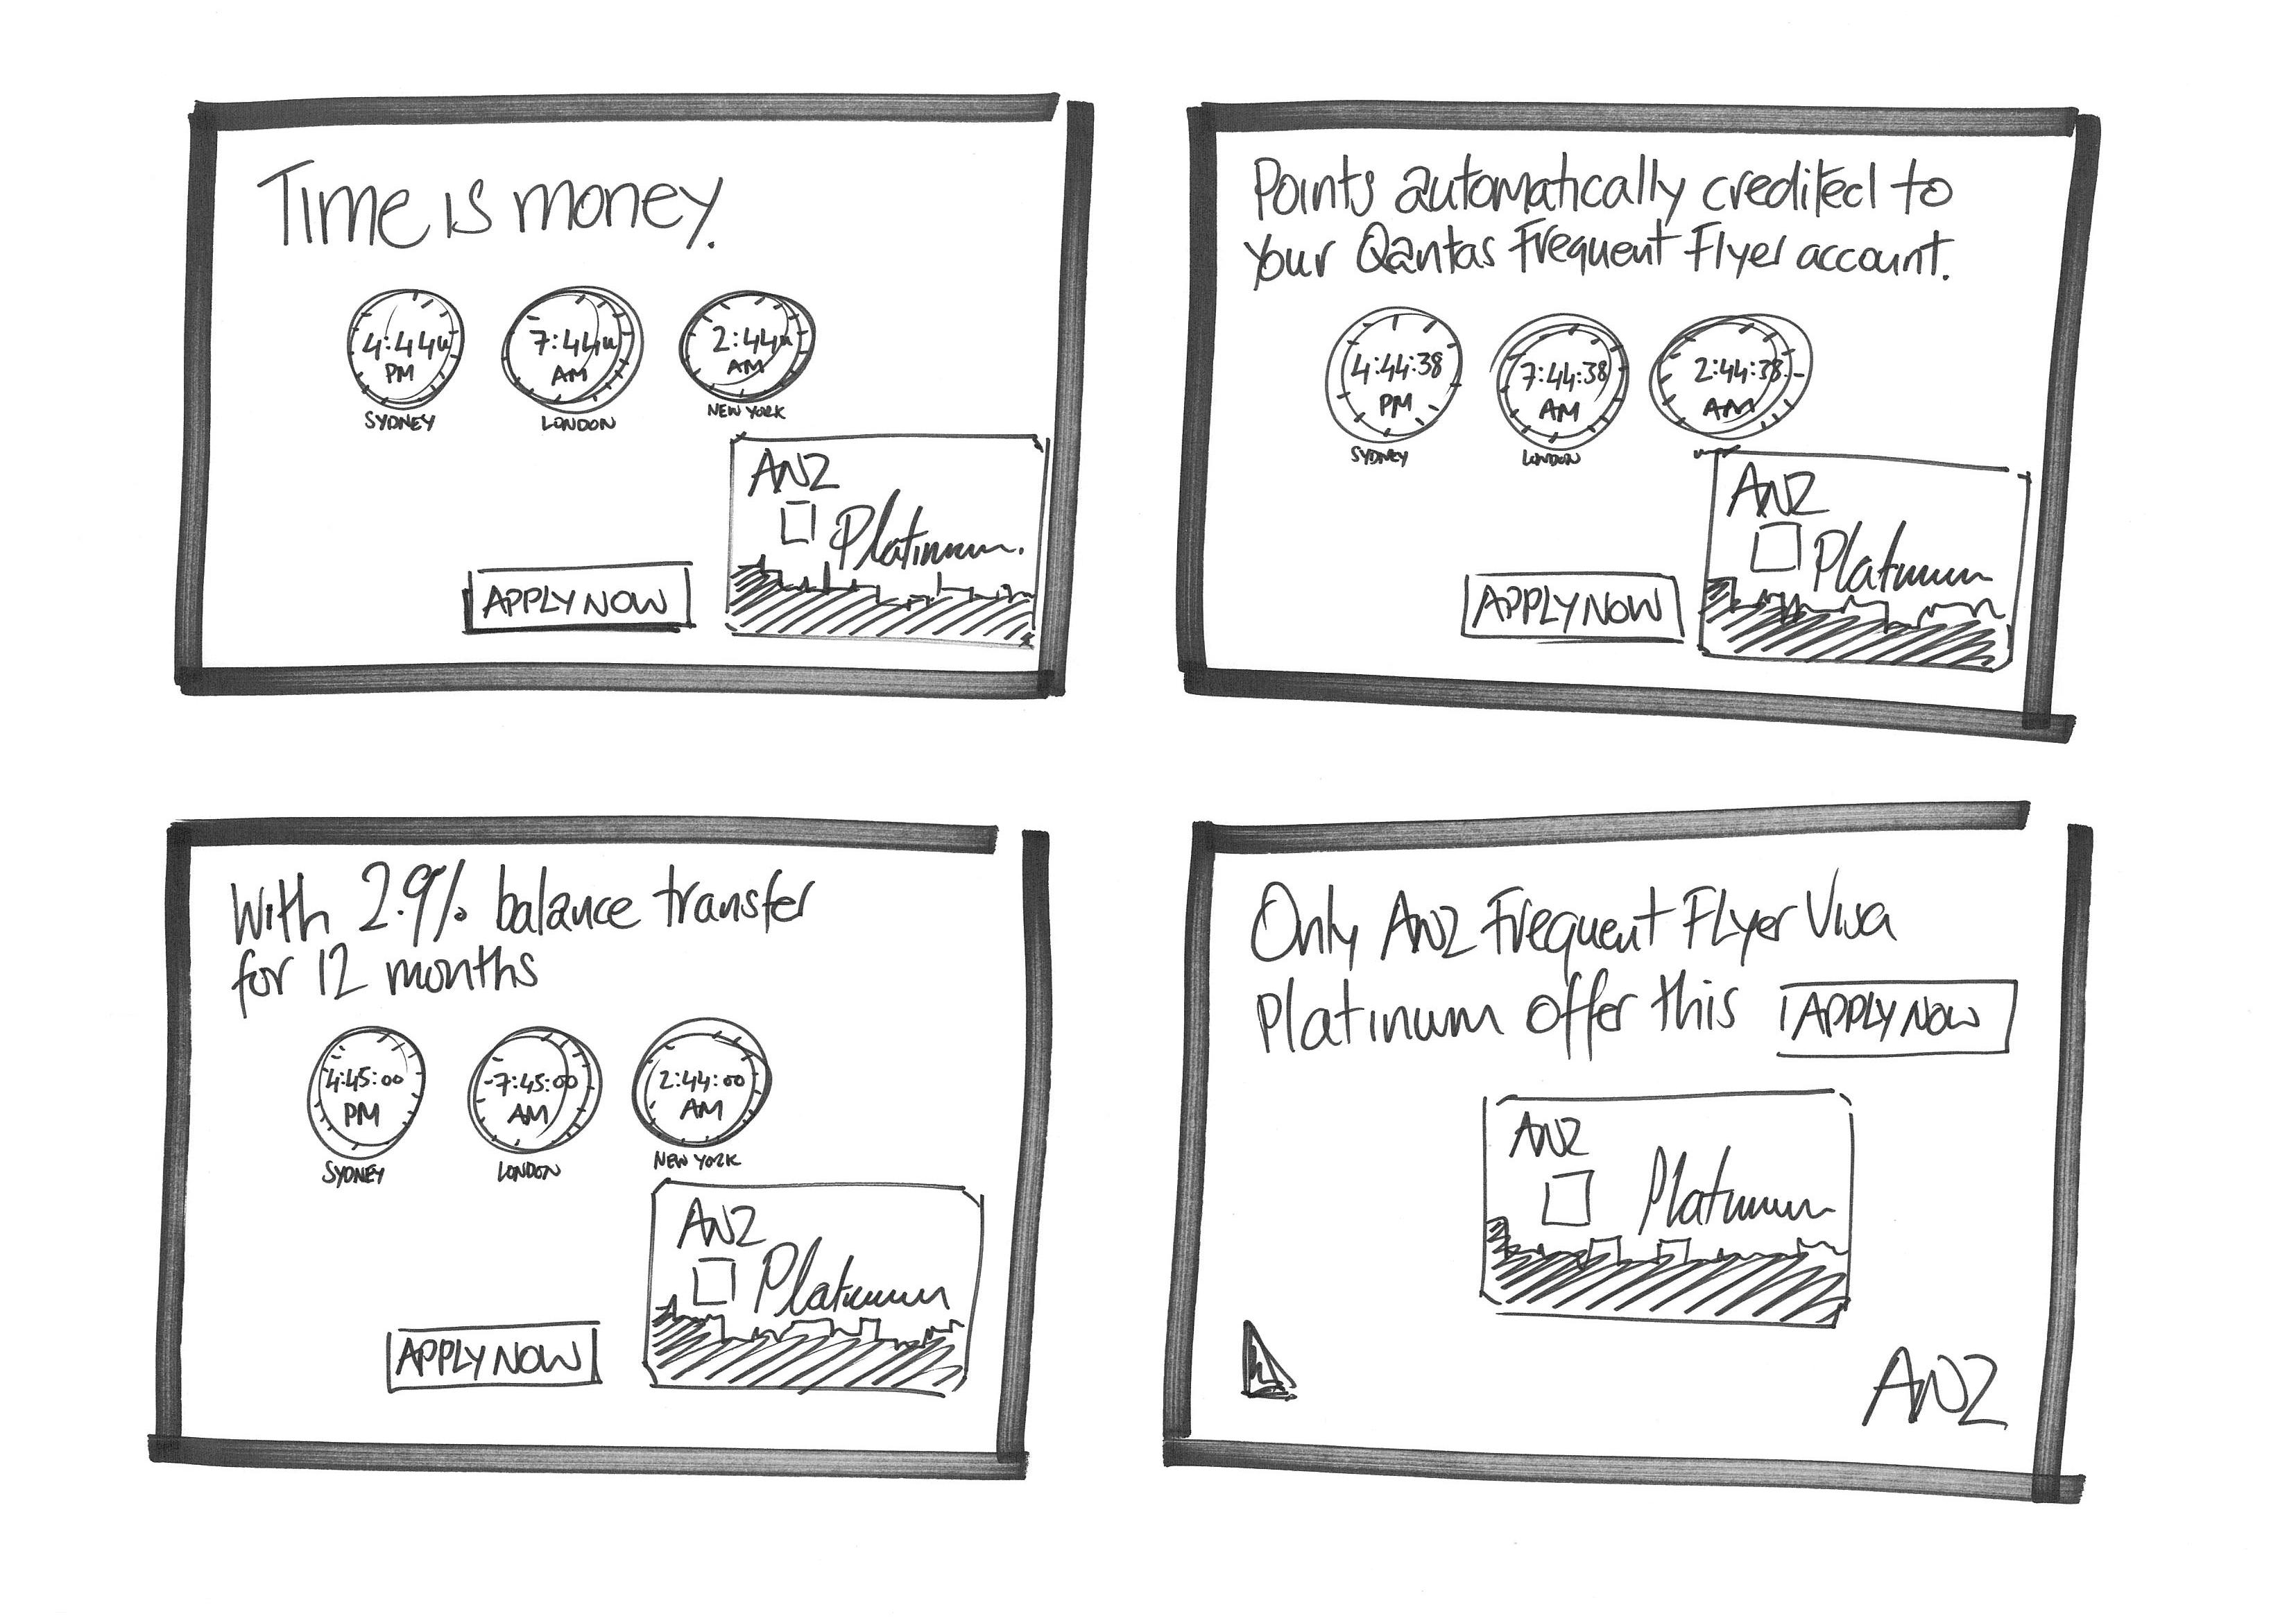 Time is money.
4:44
PM
SYDNEY
7:44
AM
LONDON
2:44
AM
NEW YORK
ANZ
Platinum.
APPLY NOW
Points automatically credited to
your Qantas Frequent Flyer account.
4:44:38
PM
SYDNEY
7:44:38
AM
LONDON
2:44:38
AM
ANZ
Platinum
APPLY NOW
With 2.9% balance transfer
for 12 months
4:45:00
PM
SYDNEY
7:45:00
AM
LONDON
2:44:00
AM
NEW YORK
ANZ
Platinum
APPLY NOW
Only ANZ Frequent Flyer Visa
Platinum offer this
APPLY NOW
ANZ
Platinum
ANZ